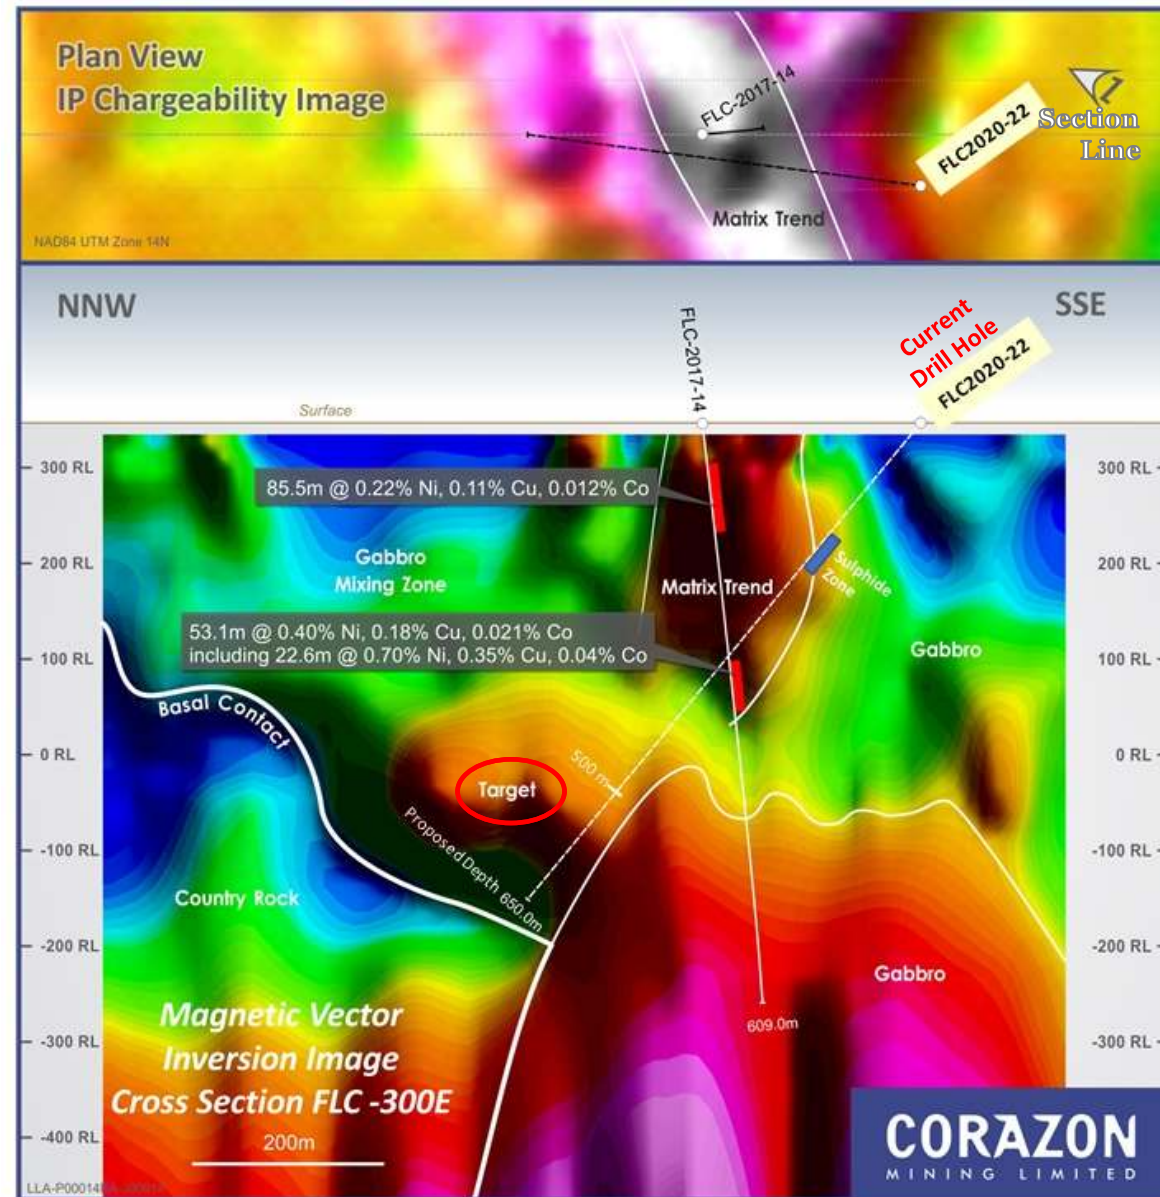 Plan View
IP Chargeability Image
FLC-2017-14
FLC2020-22
Section
Line
Matrix Trend
NAD84 UTM Zone 14N
NNW
SSE
FLC-2017-14
Current
Drill Hole
FLC2020-22
Surface
300 RL
300 RL
85.5m @ 0.22% Ni, 0.11% Cu, 0.012% Co
200 RL
Gabbro
Mixing Zone
Matrix Trend
Sulphide
Zone
200 RL
53.1m @ 0.40% Ni, 0.18% Cu, 0.021% Co
including 22.6m @ 0.70% Ni, 0.35% Cu, 0.04% Co
100 RL
Gabbro
100 RL
Basal Contact
0 RL
500 m
0 RL
Target
Proposed Depth 650.0m
-100 RL
-100 RL
Country Rock
-200 RL
-200 RL
Gabbro
609.0m
Magnetic Vector
Inversion Image
Cross Section FLC -300E
-300 RL
-300 RL
200m
-400 RL
CORAZON
MINING LIMITED